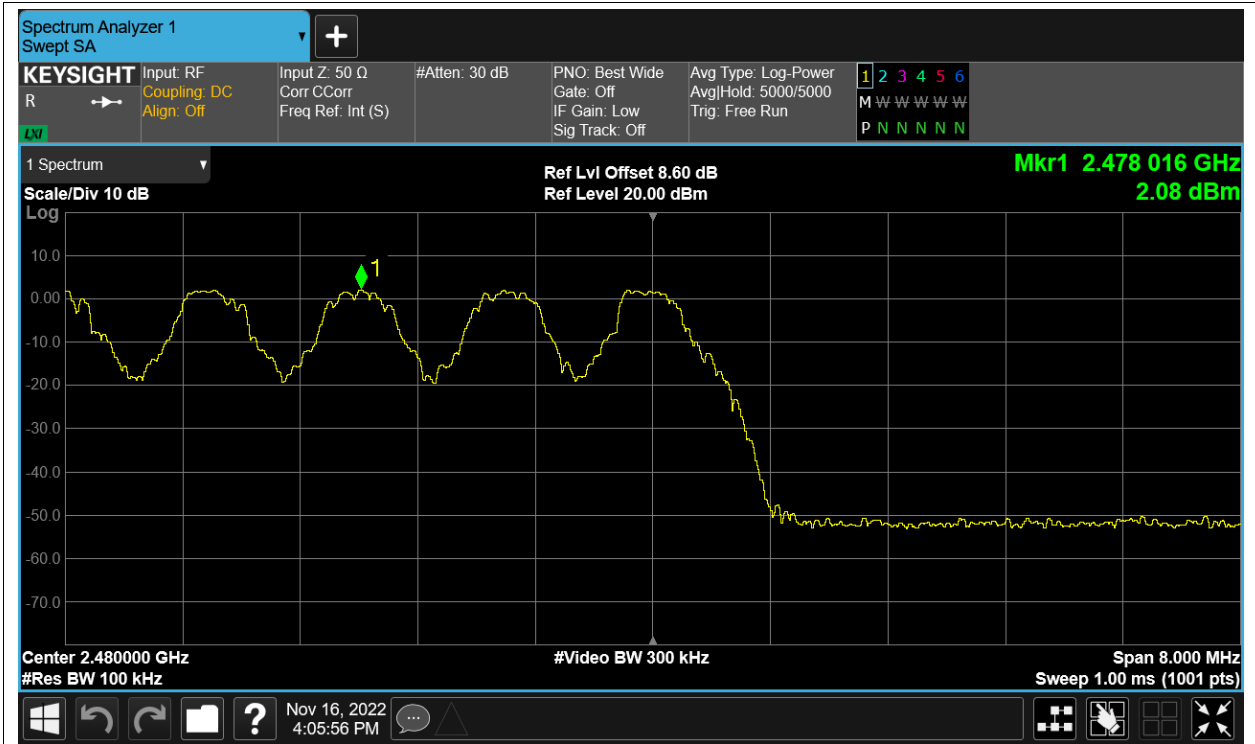 Spectrum Analyzer 1
Swept SA
KEYSIGHT
R
LXI
Input: RF
Coupling: DC
Align: Off
Input Z: 50 Ω
Corr CCorr
Freq Ref: Int (S)
#Atten: 30 dB
PNO: Best Wide
Gate: Off
IF Gain: Low
Sig Track: Off
Avg Type: Log-Power
Avg|Hold: 5000/5000
Trig: Free Run
1 2 3 4 5 6
M W W W W W
P N N N N N
1 Spectrum
Scale/Div 10 dB
Log
Ref Lvl Offset 8.60 dB
Ref Level 20.00 dBm
Mkr1 2.478 016 GHz
2.08 dBm
1
10.0
0.00
-10.0
-20.0
-30.0
-40.0
-50.0
-60.0
-70.0
Center 2.480000 GHz
#Res BW 100 kHz
#Video BW 300 kHz
Span 8.000 MHz
Sweep 1.00 ms (1001 pts)
?
Nov 16, 2022
4:05:56 PM